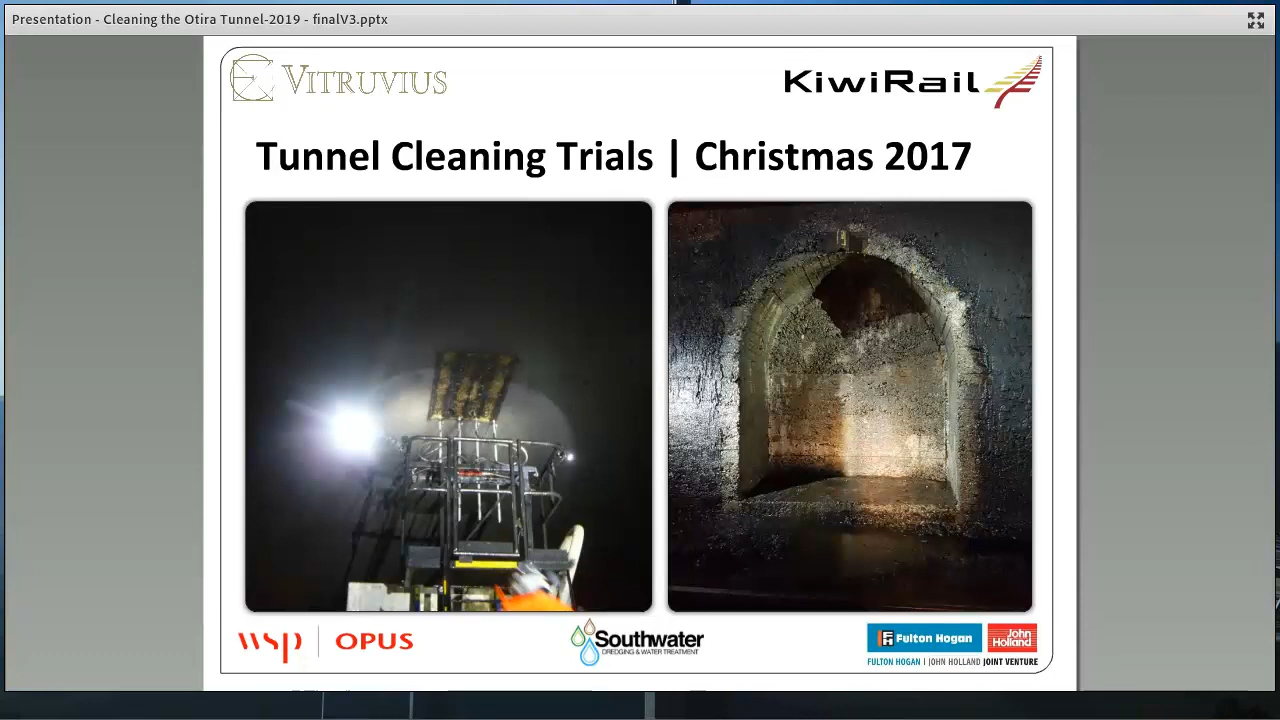 Presentation - Cleaning the Otira Tunnel-2019 - finalV3.pptx
VITRUVIUS
KiwiRail
Tunnel Cleaning Trials | Christmas 2017
wsp | OPUS
Southwater
DREDGING & WATER TREATMENT
Fulton Hogan
John Holland
FULTON HOGAN | JOHN HOLLAND JOINT VENTURE